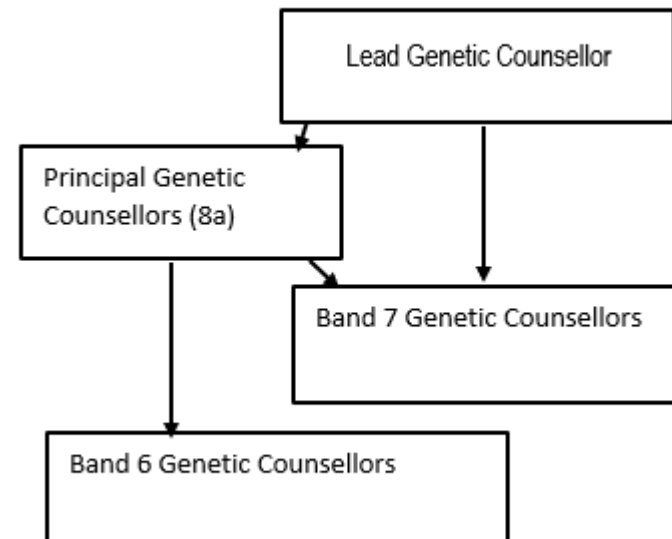 Lead Genetic Counsellor
Principal Genetic
Counsellors (8a)
Band 7 Genetic Counsellors
Band 6 Genetic Counsellors